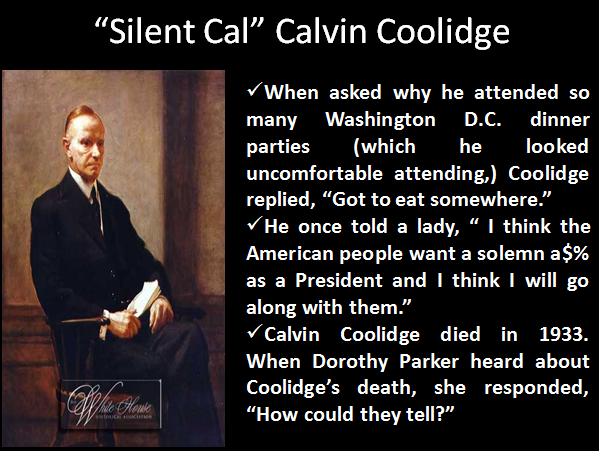 “Silent Cal” Calvin Coolidge
✓When asked why he attended so
many Washington D.C. dinner
parties (which he looked
uncomfortable attending,) Coolidge
replied, “Got to eat somewhere.”
✓He once told a lady, “ I think the
American people want a solemn a$%
as a President and I think I will go
along with them.”
✓Calvin Coolidge died in 1933.
When Dorothy Parker heard about
Coolidge’s death, she responded,
“How could they tell?”
White House
HISTORICAL ASSOCIATION